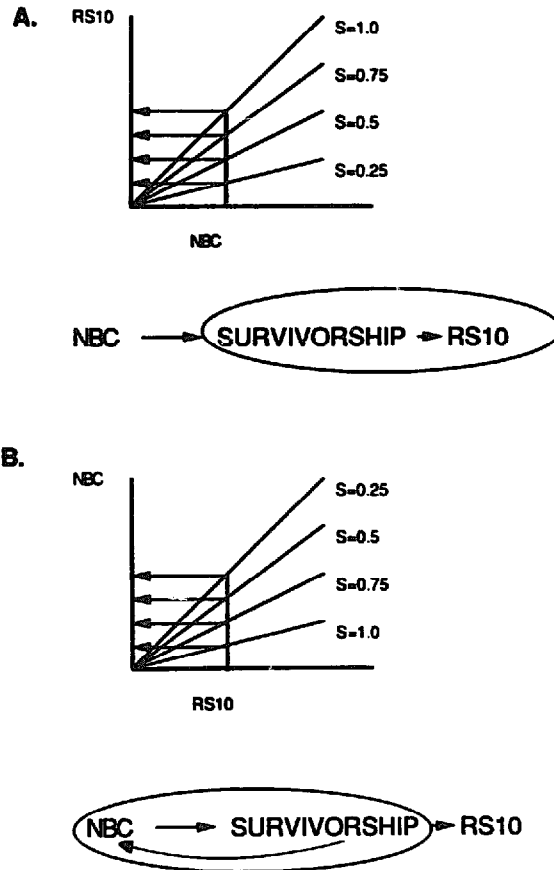 A.
RS10
S=1.0
S=0.75
S=0.5
S=0.25
NBC
NBC SURVIVORSHIP RS10
B.
NBC
S=0.25
S=0.5
S=0.75
S=1.0
RS10
NBC SURVIVORSHIP RS10